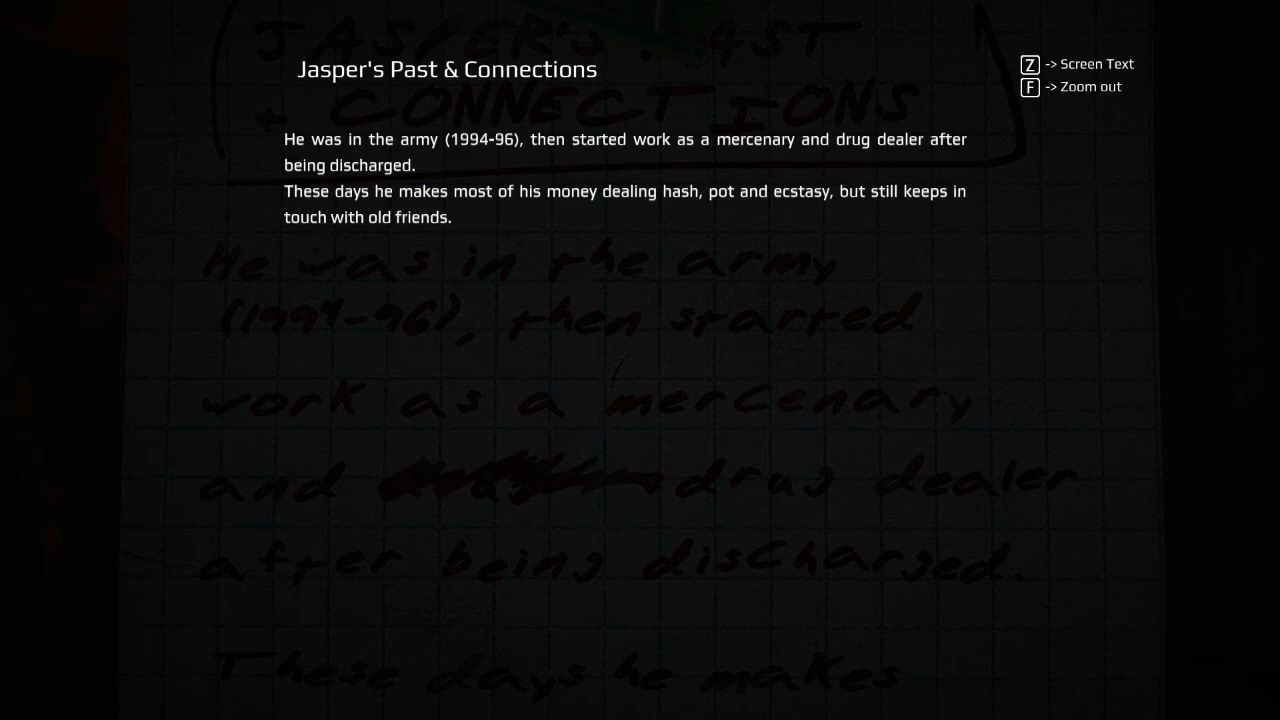 JASPER'S PAST
+ CONNECTIONS
Jasper's Past & Connections
Z -> Screen Text
F -> Zoom out
He was in the army (1994-96), then started work as a mercenary and drug dealer after
being discharged.
These days he makes most of his money dealing hash, pot and ecstasy, but still keeps in
touch with old friends.
He was in the army
(1994-96), then started
work as a mercenary
and drug dealer
after being discharged.
These days he makes